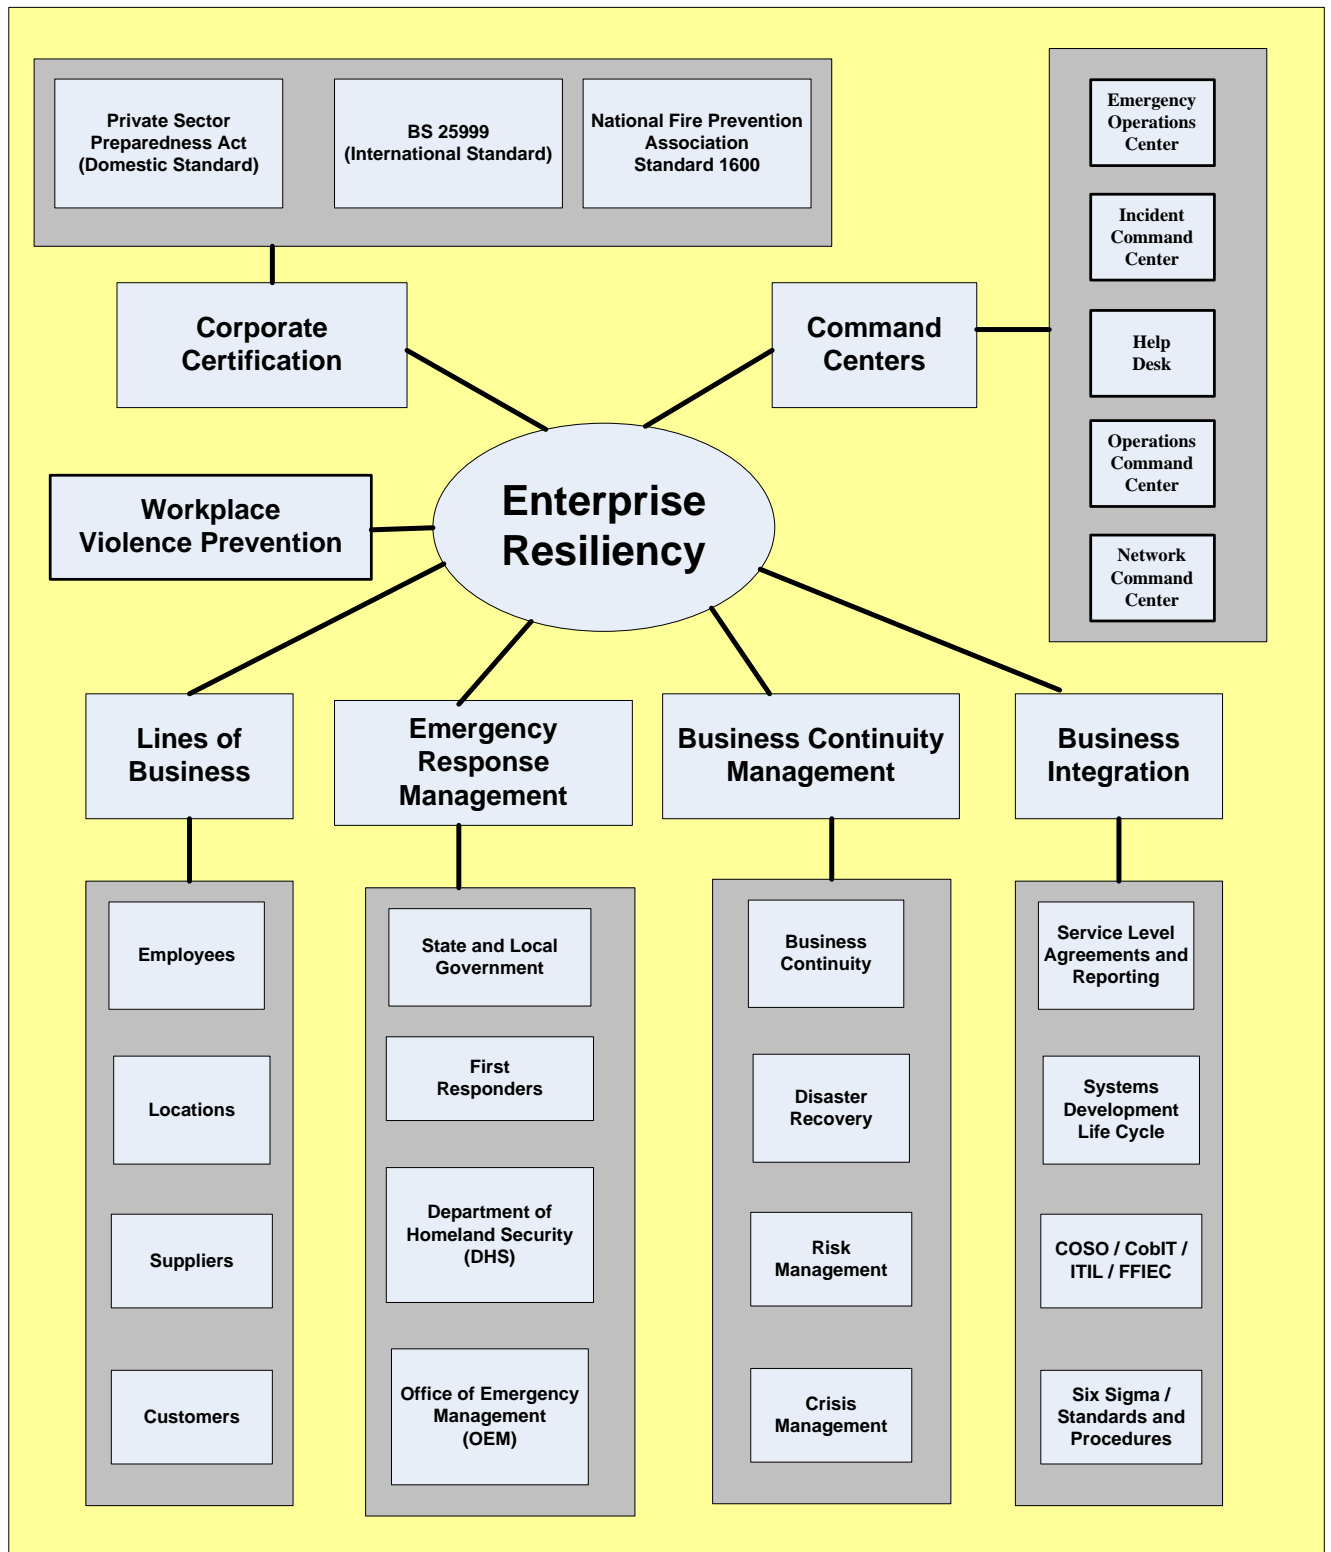 Private Sector
Preparedness Act
(Domestic Standard)
BS 25999
(International Standard)
National Fire Prevention
Association
Standard 1600
Emergency
Operations
Center
Incident
Command
Center
Help
Desk
Operations
Command
Center
Network
Command
Center
Corporate
Certification
Command
Centers
Workplace
Violence Prevention
Enterprise
Resiliency
Lines of
Business
Emergency
Response
Management
Business Continuity
Management
Business
Integration
Employees
Locations
Suppliers
Customers
State and Local
Government
First
Responders
Department of
Homeland Security
(DHS)
Office of Emergency
Management
(OEM)
Business
Continuity
Disaster
Recovery
Risk
Management
Crisis
Management
Service Level
Agreements and
Reporting
Systems
Development
Life Cycle
COSO / CobIT /
ITIL / FFIEC
Six Sigma /
Standards and
Procedures